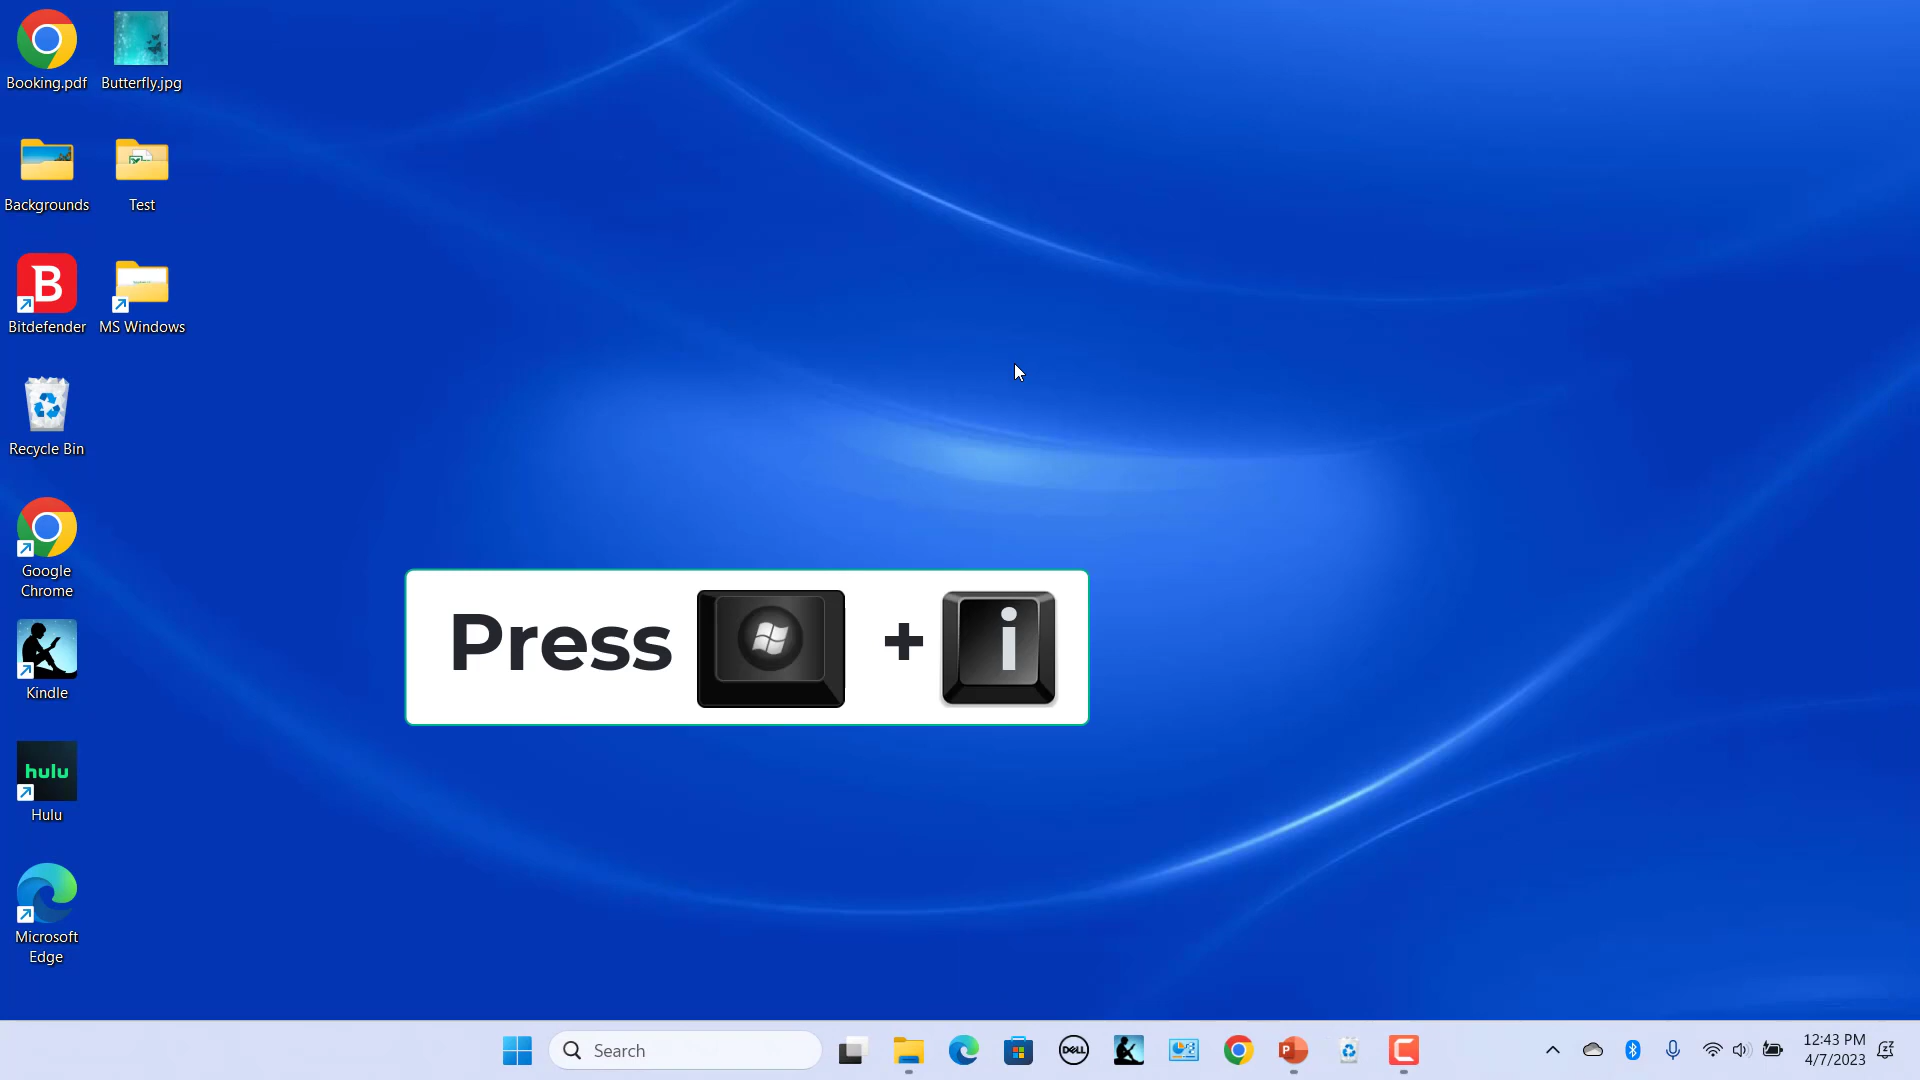 Booking.pdf
Butterfly.jpg
Backgrounds
Test
B
Bitdefender
MS Windows
Recycle Bin
Google
Chrome
Kindle
hulu
Hulu
Microsoft
Edge
Press + i
Search
DELL
P
C
12:43 PM
4/7/2023